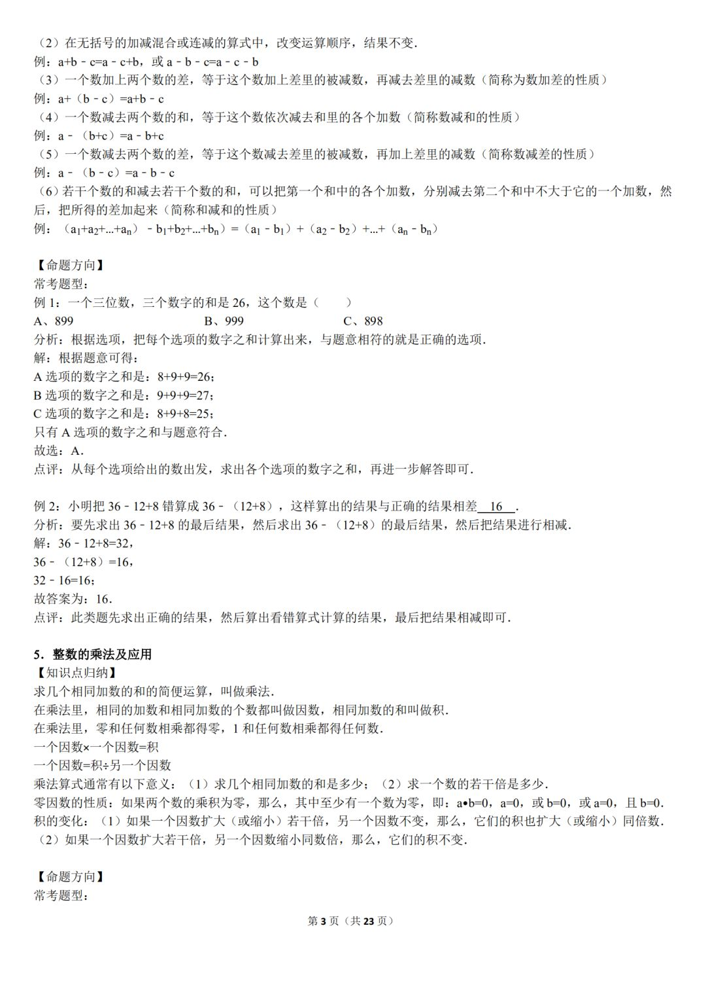 （2）在无括号的加减混合或连减的算式中，改变运算顺序，结果不变．
例：a+b﹣c=a﹣c+b，或 a﹣b﹣c=a﹣c﹣b
（3）一个数加上两个数的差，等于这个数加上差里的被减数，再减去差里的减数（简称为数加差的性质）
例：a+（b﹣c）=a+b﹣c
（4）一个数减去两个数的和，等于这个数依次减去和里的各个加数（简称数减和的性质）
例：a﹣（b+c）=a﹣b+c
（5）一个数减去两个数的差，等于这个数减去差里的被减数，再加上差里的减数（简称数减差的性质）
例：a﹣（b﹣c）=a﹣b﹣c
（6）若干个数的和减去若干个数的和，可以把第一个和中的各个加数，分别减去第二个和中不大于它的一个加数，然
后，把所得的差加起来（简称和减和的性质）
例：（a₁+a₂+…+aₙ）﹣b₁+b₂+…+bₙ）=（a₁﹣b₁）+（a₂﹣b₂）+…+（aₙ﹣bₙ）
【命题方向】
常考题型：
例 1：一个三位数，三个数字的和是 26，这个数是（　　）
A、899 B、999 C、898
分析：根据选项，把每个选项的数字之和计算出来，与题意相符的就是正确的选项．
解：根据题意可得：
A 选项的数字之和是：8+9+9=26；
B 选项的数字之和是：9+9+9=27；
C 选项的数字之和是：8+9+8=25；
只有 A 选项的数字之和与题意符合．
故选：A．
点评：从每个选项给出的数出发，求出各个选项的数字之和，再进一步解答即可．
例 2：小明把 36﹣12+8 错算成 36﹣（12+8），这样算出的结果与正确的结果相差 16 ．
分析：要先求出 36﹣12+8 的最后结果，然后求出 36﹣（12+8）的最后结果，然后把结果进行相减．
解：36﹣12+8=32，
36﹣（12+8）=16，
32﹣16=16；
故答案为：16．
点评：此类题先求出正确的结果，然后算出看错算式计算的结果，最后把结果相减即可．
5．整数的乘法及应用
【知识点归纳】
求几个相同加数的和的简便运算，叫做乘法．
在乘法里，相同的加数和相同加数的个数都叫做因数，相同加数的和叫做积．
在乘法里，零和任何数相乘都得零，1 和任何数相乘都得任何数．
一个因数×一个因数=积
一个因数=积÷另一个因数
乘法算式通常有以下意义：（1）求几个相同加数的和是多少；（2）求一个数的若干倍是多少．
零因数的性质：如果两个数的乘积为零，那么，其中至少有一个数为零，即：a•b=0，a=0，或 b=0，或 a=0，且 b=0．
积的变化：（1）如果一个因数扩大（或缩小）若干倍，另一个因数不变，那么，它们的积也扩大（或缩小）同倍数．
（2）如果一个因数扩大若干倍，另一个因数缩小同数倍，那么，它们的积不变．
【命题方向】
常考题型：
第 3 页（共 23 页）